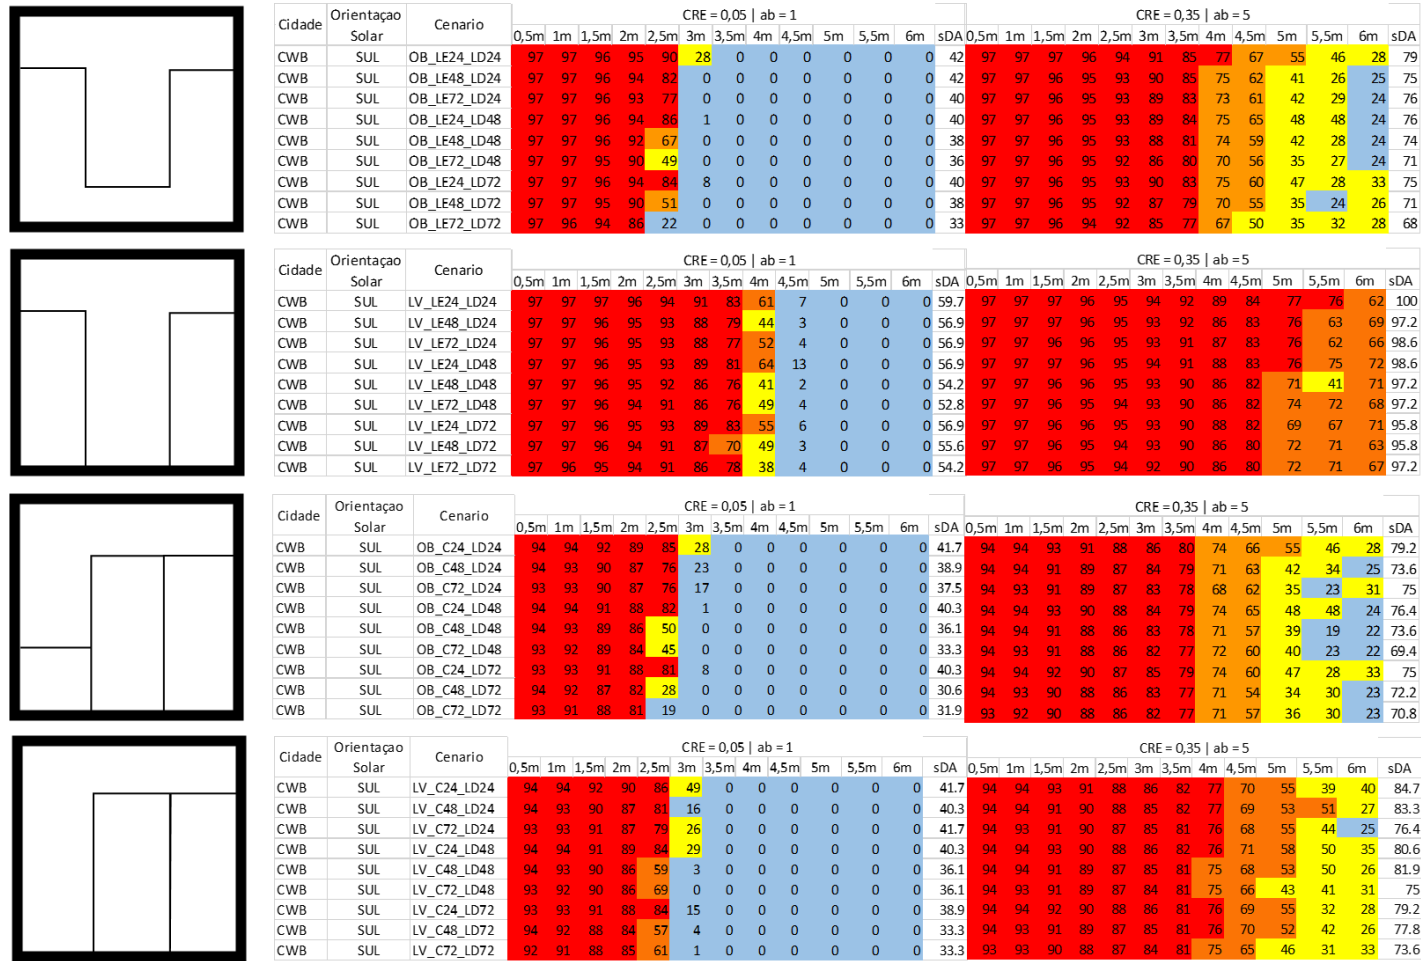 Cidade Orientaçao Solar Cenario CRE = 0,05 | ab = 1 CRE = 0,35 | ab = 5
0,5m 1m 1,5m 2m 2,5m 3m 3,5m 4m 4,5m 5m 5,5m 6m sDA 0,5m 1m 1,5m 2m 2,5m 3m 3,5m 4m 4,5m 5m 5,5m 6m sDA
CWB SUL OB_LE24_LD24 97 97 96 95 90 28 0 0 0 0 0 0 42 97 97 97 96 94 91 85 77 67 55 46 28 79
CWB SUL OB_LE48_LD24 97 97 96 94 82 0 0 0 0 0 0 0 42 97 97 96 95 93 90 85 75 62 41 26 25 75
CWB SUL OB_LE72_LD24 97 97 96 93 77 0 0 0 0 0 0 0 40 97 97 96 95 93 89 83 73 61 42 29 24 76
CWB SUL OB_LE24_LD48 97 97 96 94 86 1 0 0 0 0 0 0 40 97 97 96 95 93 89 84 75 65 48 48 24 76
CWB SUL OB_LE48_LD48 97 97 96 92 67 0 0 0 0 0 0 0 38 97 97 96 95 93 88 81 74 59 42 28 24 74
CWB SUL OB_LE72_LD48 97 97 95 90 49 0 0 0 0 0 0 0 36 97 97 96 95 92 86 80 70 56 35 27 24 71
CWB SUL OB_LE24_LD72 97 97 96 94 84 8 0 0 0 0 0 0 40 97 97 96 95 93 90 83 75 60 47 28 33 75
CWB SUL OB_LE48_LD72 97 97 95 90 51 0 0 0 0 0 0 0 38 97 97 96 95 92 87 79 70 55 35 24 26 71
CWB SUL OB_LE72_LD72 97 96 94 86 22 0 0 0 0 0 0 0 33 97 97 96 94 92 85 77 67 50 35 32 28 68
Cidade Orientaçao Solar Cenario CRE = 0,05 | ab = 1 CRE = 0,35 | ab = 5
0,5m 1m 1,5m 2m 2,5m 3m 3,5m 4m 4,5m 5m 5,5m 6m sDA 0,5m 1m 1,5m 2m 2,5m 3m 3,5m 4m 4,5m 5m 5,5m 6m sDA
CWB SUL LV_LE24_LD24 97 97 97 96 94 91 83 61 7 0 0 0 59.7 97 97 97 96 95 94 92 89 84 77 76 62 100
CWB SUL LV_LE48_LD24 97 97 96 95 93 88 79 44 3 0 0 0 56.9 97 97 97 96 95 93 92 86 83 76 63 69 97.2
CWB SUL LV_LE72_LD24 97 97 96 95 93 88 77 52 4 0 0 0 56.9 97 97 96 96 95 93 91 87 83 76 62 66 98.6
CWB SUL LV_LE24_LD48 97 97 96 95 93 89 81 64 13 0 0 0 56.9 97 97 97 96 95 94 91 88 83 76 75 72 98.6
CWB SUL LV_LE48_LD48 97 97 96 95 92 86 76 41 2 0 0 0 54.2 97 97 96 96 95 93 90 86 82 71 41 71 97.2
CWB SUL LV_LE72_LD48 97 97 96 94 91 86 76 49 4 0 0 0 52.8 97 97 96 95 94 93 90 86 82 74 72 68 97.2
CWB SUL LV_LE24_LD72 97 97 96 95 93 89 83 55 6 0 0 0 56.9 97 97 96 96 95 93 90 88 82 69 67 71 95.8
CWB SUL LV_LE48_LD72 97 97 96 94 91 87 70 49 3 0 0 0 55.6 97 97 96 95 94 93 90 86 80 72 71 63 95.8
CWB SUL LV_LE72_LD72 97 96 95 94 91 86 78 38 4 0 0 0 54.2 97 97 96 95 94 92 90 86 80 72 71 67 97.2
Cidade Orientaçao Solar Cenario CRE = 0,05 | ab = 1 CRE = 0,35 | ab = 5
0,5m 1m 1,5m 2m 2,5m 3m 3,5m 4m 4,5m 5m 5,5m 6m sDA 0,5m 1m 1,5m 2m 2,5m 3m 3,5m 4m 4,5m 5m 5,5m 6m sDA
CWB SUL OB_C24_LD24 94 94 92 89 85 28 0 0 0 0 0 0 41.7 94 94 93 91 88 86 80 74 66 55 46 28 79.2
CWB SUL OB_C48_LD24 94 93 90 87 76 23 0 0 0 0 0 0 38.9 94 94 91 89 87 84 79 71 63 42 34 25 73.6
CWB SUL OB_C72_LD24 93 93 90 87 76 17 0 0 0 0 0 0 37.5 94 93 91 89 87 83 78 68 62 35 23 31 75
CWB SUL OB_C24_LD48 94 94 91 88 82 1 0 0 0 0 0 0 40.3 94 94 93 90 88 84 79 74 65 48 48 24 76.4
CWB SUL OB_C48_LD48 94 93 89 86 50 0 0 0 0 0 0 0 36.1 94 94 91 88 86 83 78 71 57 39 19 22 73.6
CWB SUL OB_C72_LD48 93 92 89 84 45 0 0 0 0 0 0 0 33.3 94 93 91 88 86 82 77 72 60 40 23 22 69.4
CWB SUL OB_C24_LD72 93 93 91 88 81 8 0 0 0 0 0 0 40.3 94 94 92 90 87 85 79 74 60 47 28 33 75
CWB SUL OB_C48_LD72 94 92 87 82 28 0 0 0 0 0 0 0 30.6 94 93 90 88 86 83 77 71 54 34 30 23 72.2
CWB SUL OB_C72_LD72 93 91 88 81 19 0 0 0 0 0 0 0 31.9 93 92 90 88 86 82 77 71 57 36 30 23 70.8
Cidade Orientaçao Solar Cenario CRE = 0,05 | ab = 1 CRE = 0,35 | ab = 5
0,5m 1m 1,5m 2m 2,5m 3m 3,5m 4m 4,5m 5m 5,5m 6m sDA 0,5m 1m 1,5m 2m 2,5m 3m 3,5m 4m 4,5m 5m 5,5m 6m sDA
CWB SUL LV_C24_LD24 94 94 92 90 86 49 0 0 0 0 0 0 41.7 94 94 93 91 88 86 82 77 70 55 39 40 84.7
CWB SUL LV_C48_LD24 94 93 90 87 81 16 0 0 0 0 0 0 40.3 94 94 91 90 88 85 82 77 69 53 51 27 83.3
CWB SUL LV_C72_LD24 93 93 91 87 79 26 0 0 0 0 0 0 41.7 94 93 91 90 87 85 81 76 68 55 44 25 76.4
CWB SUL LV_C24_LD48 94 94 91 89 84 29 0 0 0 0 0 0 40.3 94 94 93 90 88 86 82 76 71 58 50 35 80.6
CWB SUL LV_C48_LD48 94 93 90 86 59 3 0 0 0 0 0 0 36.1 94 94 91 89 87 85 81 75 68 53 50 26 81.9
CWB SUL LV_C72_LD48 93 92 90 86 69 0 0 0 0 0 0 0 36.1 94 93 91 89 87 84 81 75 66 43 41 31 75
CWB SUL LV_C24_LD72 93 93 91 88 84 15 0 0 0 0 0 0 38.9 94 94 92 90 88 86 81 76 69 55 32 28 79.2
CWB SUL LV_C48_LD72 94 92 88 84 57 4 0 0 0 0 0 0 33.3 94 93 91 89 87 85 81 76 70 52 42 26 77.8
CWB SUL LV_C72_LD72 92 91 88 85 61 1 0 0 0 0 0 0 33.3 93 93 90 88 87 84 81 75 65 46 31 33 73.6